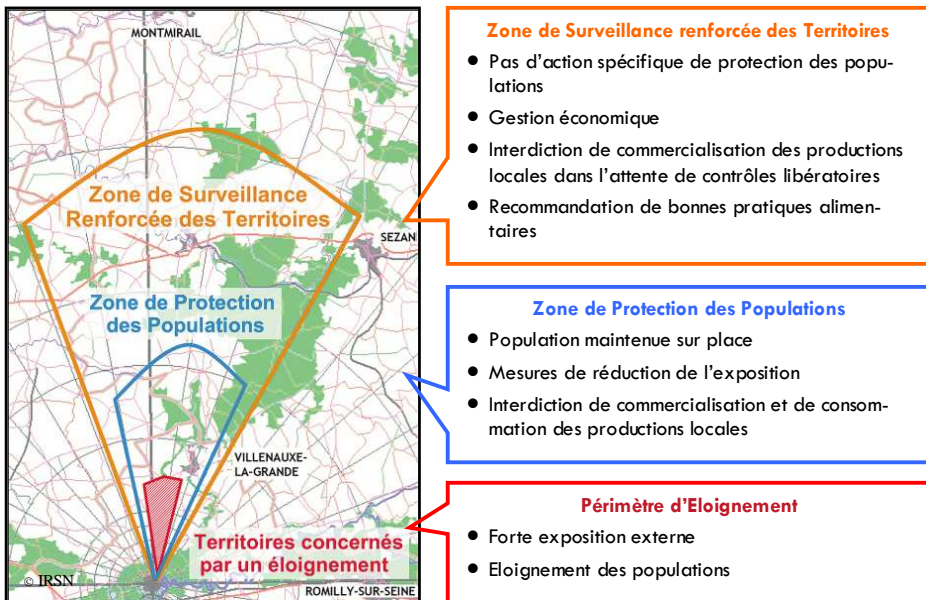 MONTMIRAIL
Zone de Surveillance
Renforcée des Territoires
SEZAN
Zone de Protection
des Populations
VILLENAUXE-
LA-GRANDE
Territoires concernés
par un éloignement
© IRSN
ROMILLY-SUR-SEINE
Zone de Surveillance renforcée des Territoires
● Pas d'action spécifique de protection des popu-
lations
● Gestion économique
● Interdiction de commercialisation des productions
locales dans l'attente de contrôles libératoires
● Recommandation de bonnes pratiques alimen-
taires
Zone de Protection des Populations
● Population maintenue sur place
● Mesures de réduction de l'exposition
● Interdiction de commercialisation et de consom-
mation des productions locales
Périmètre d'Eloignement
● Forte exposition externe
● Eloignement des populations